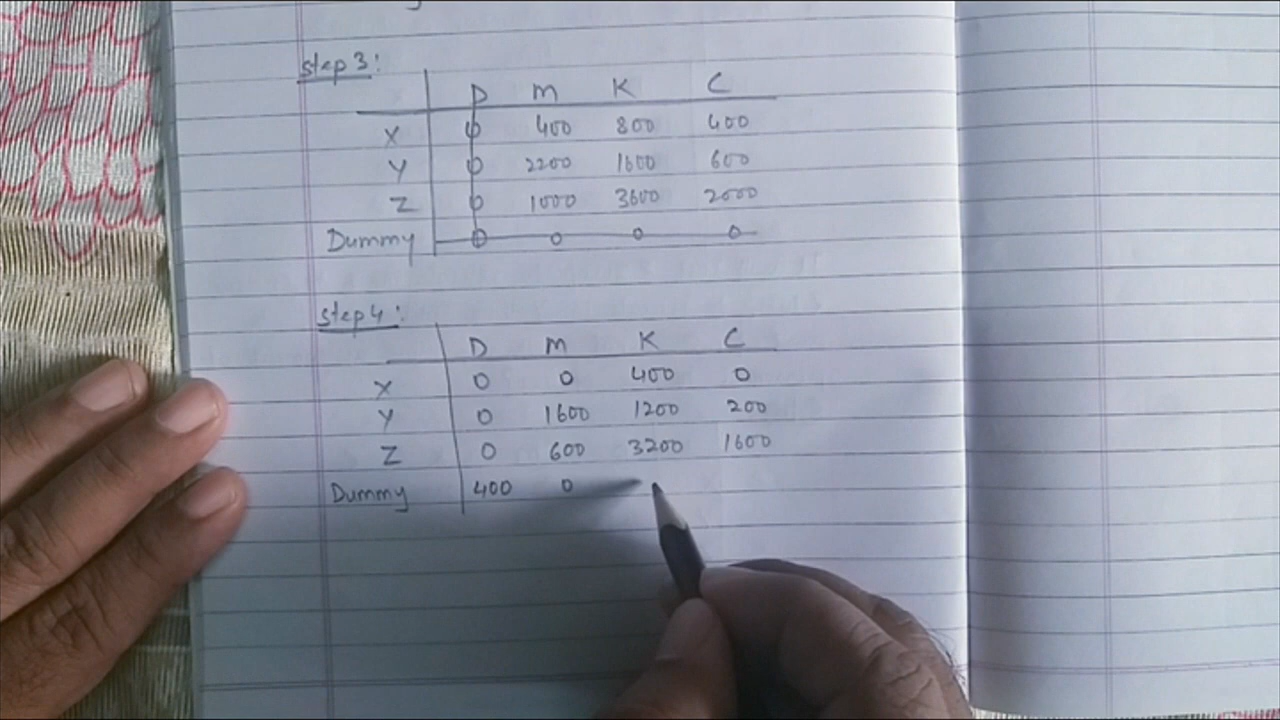 step 3:
D M K C
X 0 400 800 400
Y 0 2200 1600 600
Z 0 1000 3600 2000
Dummy 0 0 0 0
step 4:
D M K C
X 0 0 400 0
Y 0 1600 1200 200
Z 0 600 3200 1600
Dummy 400 0